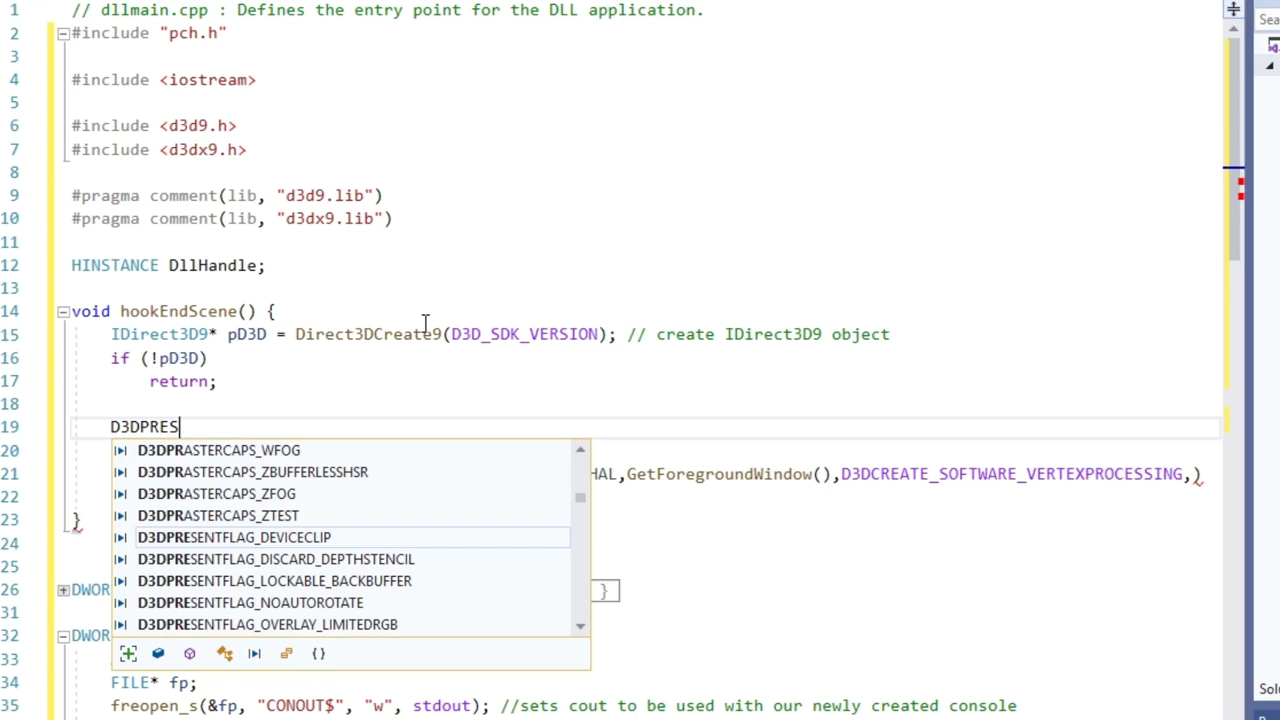 1 // dllmain.cpp : Defines the entry point for the DLL application.
2 #include "pch.h"
3
4 #include <iostream>
5
6 #include <d3d9.h>
7 #include <d3dx9.h>
8
9 #pragma comment(lib, "d3d9.lib")
10 #pragma comment(lib, "d3dx9.lib")
11
12 HINSTANCE DllHandle;
13
14 void hookEndScene() {
15 IDirect3D9* pD3D = Direct3DCreate9(D3D_SDK_VERSION); // create IDirect3D9 object
16 if (!pD3D)
17 return;
18
19 D3DPRES
20 D3DPRASTERCAPS_WFOG
D3DPRASTERCAPS_ZBUFFERLESSHSR
21 HAL,GetForegroundWindow(),D3DCREATE_SOFTWARE_VERTEXPROCESSING,)
22 D3DPRASTERCAPS_ZFOG
D3DPRASTERCAPS_ZTEST
23 }
D3DPRESENTFLAG_DEVICECLIP
24
D3DPRESENTFLAG_DISCARD_DEPTHSTENCIL
25
D3DPRESENTFLAG_LOCKABLE_BACKBUFFER
26 DWOR }
D3DPRESENTFLAG_NOAUTOROTATE
31
D3DPRESENTFLAG_OVERLAY_LIMITEDRGB
32 DWOR
33 { }
34 FILE* fp;
35 freopen_s(&fp, "CONOUT$", "w", stdout); //sets cout to be used with our newly created console
Sea
Solu